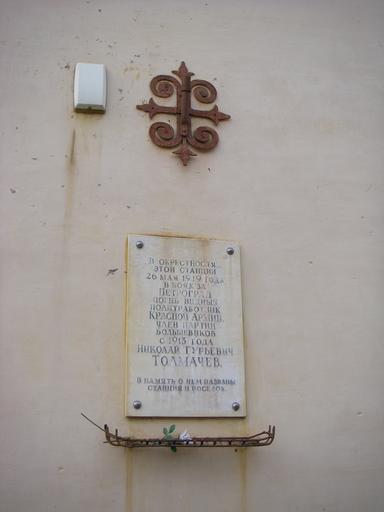 В ОКРЕСТНОСТЯХ
ЭТОЙ СТАНЦИИ
26 МАЯ 1919 ГОДА
В БОЯХ ЗА
ПЕТРОГРАД
ПОГИБ ВИДНЫЙ
ПОЛИТРАБОТНИК
КРАСНОЙ АРМИИ,
ЧЛЕН ПАРТИИ
БОЛЬШЕВИКОВ
С 1913 ГОДА
НИКОЛАЙ ГУРЬЕВИЧ
ТОЛМАЧЕВ.
В ПАМЯТЬ О НЕМ НАЗВАНЫ
СТАНЦИЯ И ПОСЕЛОК